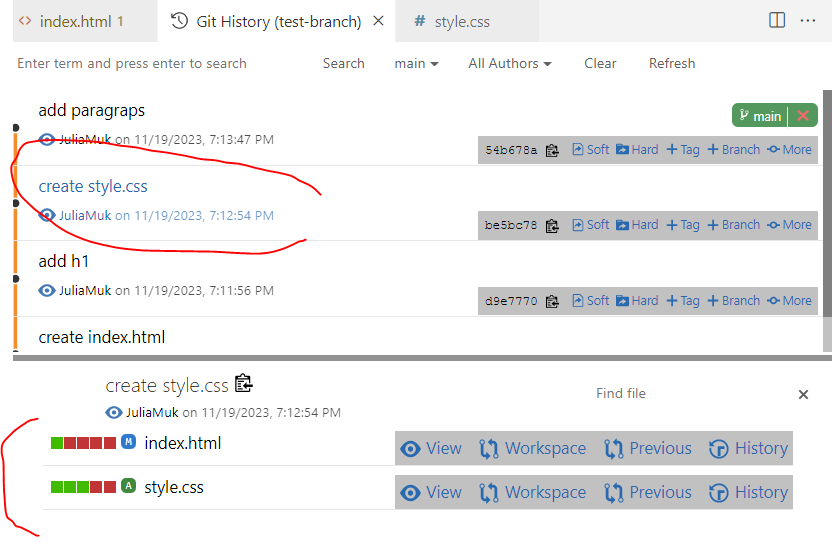 <> index.html 1 Git History (test-branch) × # style.css ···
Enter term and press enter to search Search main All Authors Clear Refresh
add paragraps
main ×
JuliaMuk on 11/19/2023, 7:13:47 PM 54b678a Soft Hard +Tag +Branch More
create style.css
JuliaMuk on 11/19/2023, 7:12:54 PM be5bc78 Soft Hard +Tag +Branch More
add h1
JuliaMuk on 11/19/2023, 7:11:56 PM d9e7770 Soft Hard +Tag +Branch More
create index.html
create style.css Find file ×
JuliaMuk on 11/19/2023, 7:12:54 PM
M index.html View Workspace Previous History
A style.css View Workspace Previous History